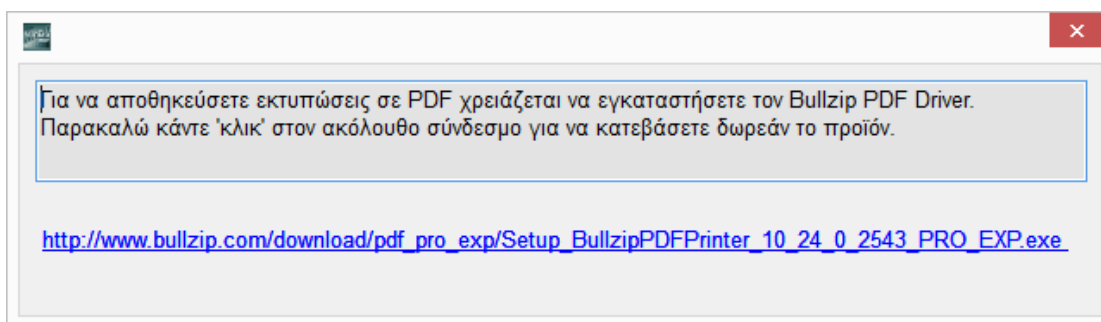 Για να αποθηκεύσετε εκτυπώσεις σε PDF χρειάζεται να εγκαταστήσετε τον Bullzip PDF Driver.
Παρακαλώ κάντε 'κλικ' στον ακόλουθο σύνδεσμο για να κατεβάσετε δωρεάν το προϊόν.
http://www.bullzip.com/download/pdf_pro_exp/Setup_BullzipPDFPrinter_10_24_0_2543_PRO_EXP.exe